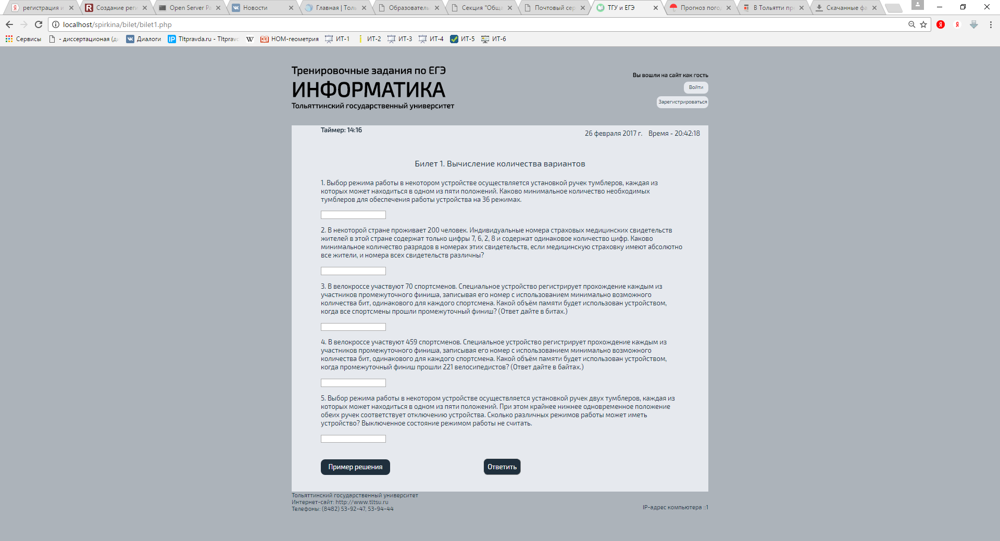 регистрация и
Создание реги
Open Server Pa
Новости
Главная | Толь
Образователь
Секция "Обща
Почтовый сер
ТГУ и ЕГЭ
Прогноз погод
В Тольятти пр
Скачанные фа
localhost/spirkina/bilet/bilet1.php
Сервисы
- диссертационая (ди
Диалоги
Tltpravda.ru - Tltpravd
W
НОМ-геометрия
ИТ-1
ИТ-2
ИТ-3
ИТ-4
ИТ-5
ИТ-6
Тренировочные задания по ЕГЭ
ИНФОРМАТИКА
Тольяттинский государственный университет
Вы вошли на сайт как гость
Войти
Зарегистрироваться
Таймер: 14:16
26 февраля 2017 г. Время - 20:42:18
Билет 1. Вычисление количества вариантов
1. Выбор режима работы в некотором устройстве осуществляется установкой ручек тумблеров, каждая из
которых может находиться в одном из пяти положений. Каково минимальное количество необходимых
тумблеров для обеспечения работы устройства на 36 режимах.
2. В некоторой стране проживает 200 человек. Индивидуальные номера страховых медицинских свидетельств
жителей в этой стране содержат только цифры 7, 6, 2, 8 и содержат одинаковое количество цифр. Каково
минимальное количество разрядов в номерах этих свидетельств, если медицинскую страховку имеют абсолютно
все жители, и номера всех свидетельств различны?
3. В велокроссе участвуют 70 спортсменов. Специальное устройство регистрирует прохождение каждым из
участников промежуточного финиша, записывая его номер с использованием минимально возможного
количества бит, одинакового для каждого спортсмена. Какой объём памяти будет использован устройством,
когда все спортсмены прошли промежуточный финиш? (Ответ дайте в битах.)
4. В велокроссе участвуют 459 спортсменов. Специальное устройство регистрирует прохождение каждым из
участников промежуточного финиша, записывая его номер с использованием минимально возможного
количества бит, одинакового для каждого спортсмена. Какой объём памяти будет использован устройством,
когда промежуточный финиш прошли 221 велосипедистов? (Ответ дайте в байтах.)
5. Выбор режима работы в некотором устройстве осуществляется установкой ручек двух тумблеров, каждая из
которых может находиться в одном из пяти положений. При этом крайнее нижнее одновременное положение
обеих ручек соответствует отключению устройства. Сколько различных режимов работы может иметь
устройство? Выключенное состояние режимом работы не считать.
Пример решения
Ответить
Тольяттинский государственный университет
Интернет-сайт: http://www.tltsu.ru
Телефоны: (8482) 53-92-47, 53-94-44
IP-адрес компьютера ::1